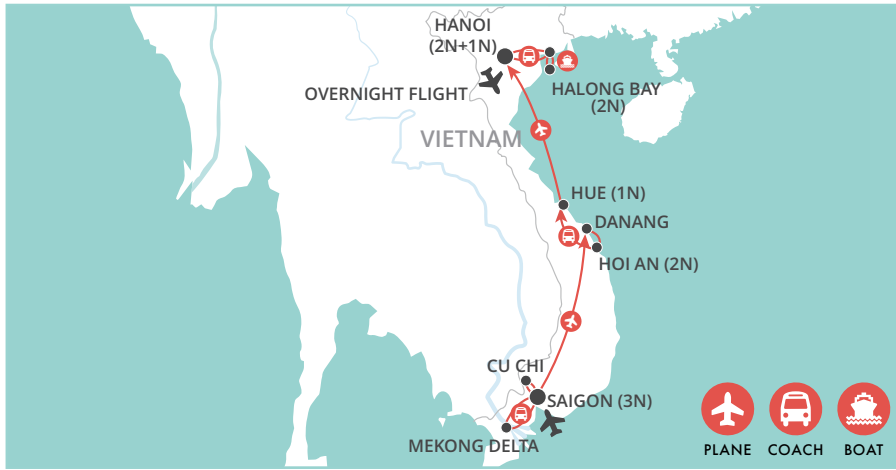 HANOI
(2N+1N)
OVERNIGHT FLIGHT
HALONG BAY
(2N)
VIETNAM
HUE (1N)
DANANG
HOI AN (2N)
CU CHI
SAIGON (3N)
MEKONG DELTA
PLANE
COACH
BOAT